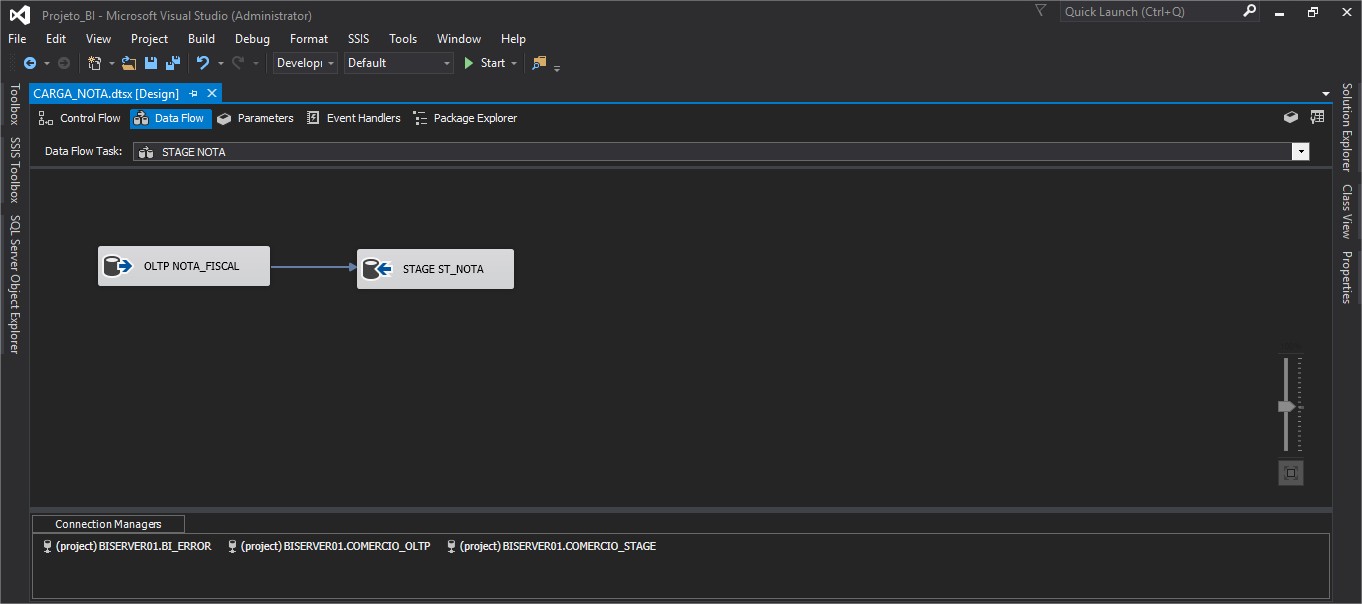 Projeto_BI - Microsoft Visual Studio (Administrator)
Quick Launch (Ctrl+Q)
File Edit View Project Build Debug Format SSIS Tools Window Help
Developı Default Start
CARGA_NOTA.dtsx [Design]
Control Flow Data Flow Parameters Event Handlers Package Explorer
Data Flow Task: STAGE NOTA
OLTP NOTA_FISCAL
STAGE ST_NOTA
Connection Managers
(project) BISERVER01.BI_ERROR (project) BISERVER01.COMERCIO_OLTP (project) BISERVER01.COMERCIO_STAGE
Toolbox
SSIS Toolbox
SQL Server Object Explorer
Solution Explorer
Class View
Properties